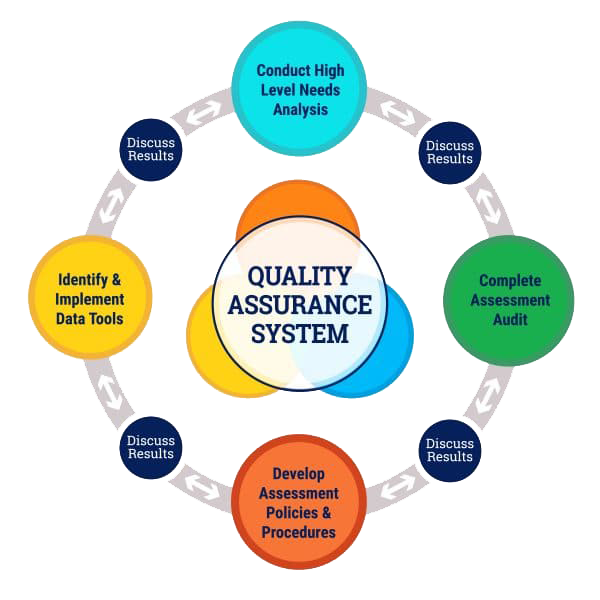 Conduct High
Level Needs
Analysis
Discuss
Results
Discuss
Results
QUALITY
ASSURANCE
SYSTEM
Identify &
Implement
Data Tools
Complete
Assessment
Audit
Discuss
Results
Discuss
Results
Develop
Assessment
Policies &
Procedures